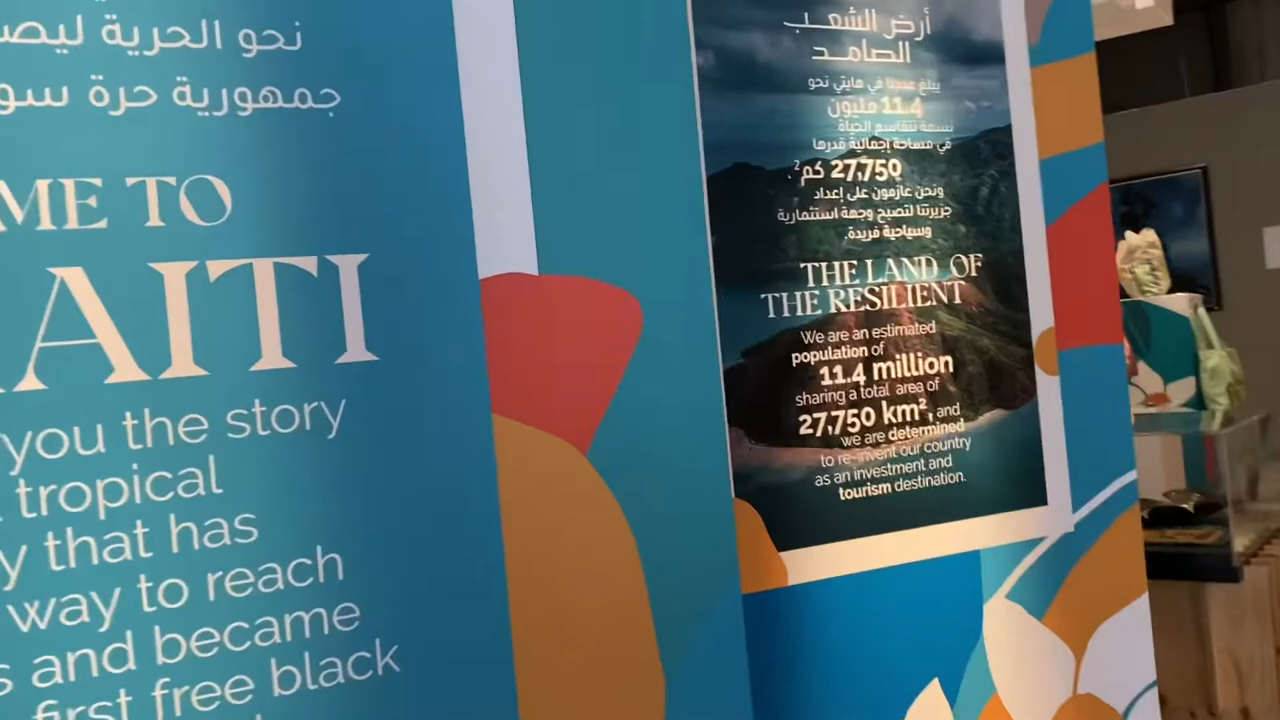 نحو الحرية ليص
جمهورية حرة سو
ME TO
AITI
you the story
tropical
y that has
way to reach
s and became
first free black
أرض الشعب
الصامد
يبلغ عددنا في هايتي نحو
11.4 مليون
نسمة نتقاسم الحياة
في مساحة إجمالية قدرها
27,750 كم².
ونحن عازمون على إعداد
جزيرتنا لتصبح وجهة استثمارية
وسياحية فريدة.
THE LAND OF
THE RESILIENT
We are an estimated
population of
11.4 million
sharing a total area of
27,750 km², and
we are determined
to re-invent our country
as an investment and
tourism destination.